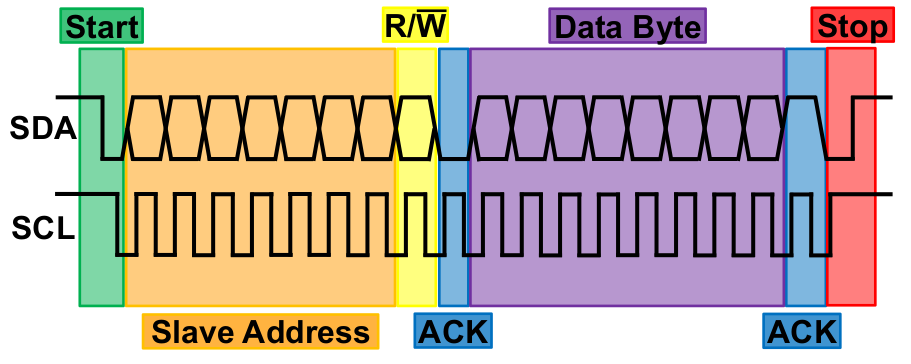 Start
R/W̅
Data Byte
Stop
SDA
SCL
Slave Address
ACK
ACK